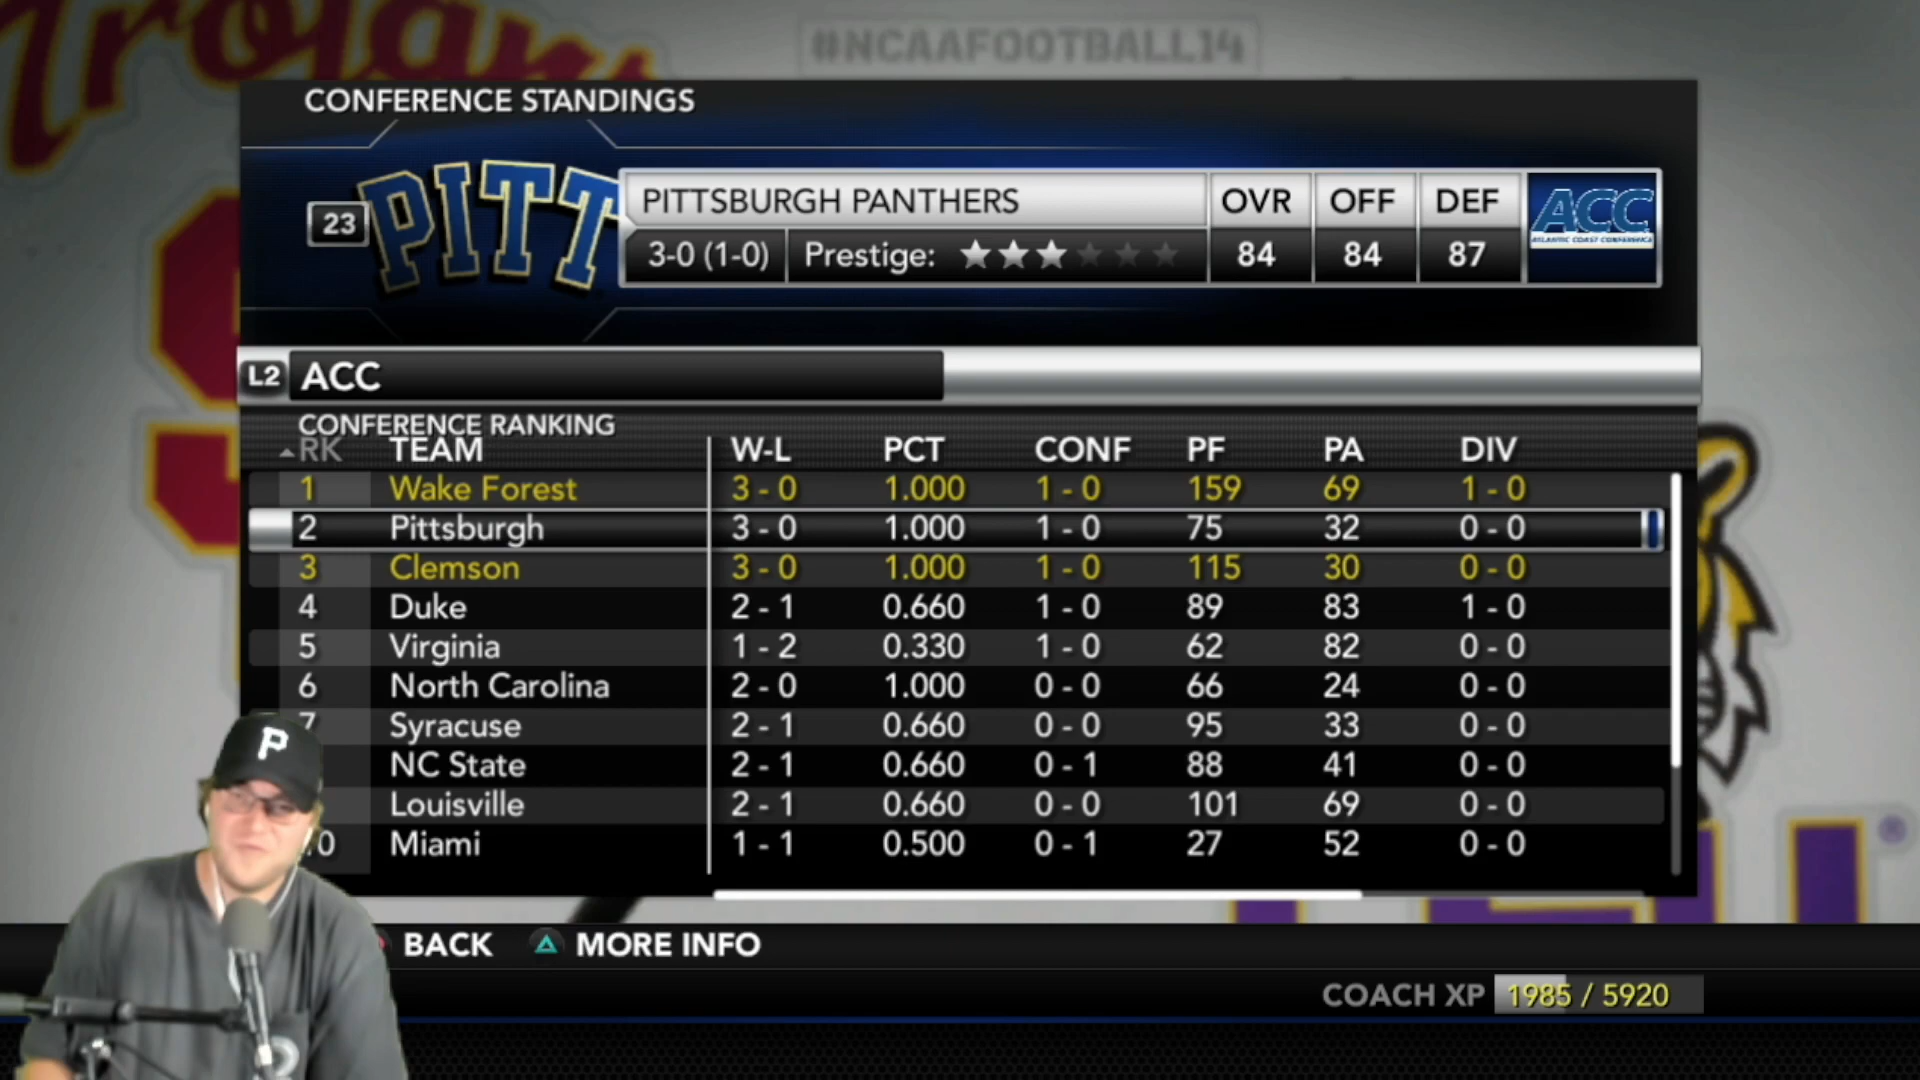 Trojans
#NCAAFOOTBALL14
CONFERENCE STANDINGS
23 PITT PITTSBURGH PANTHERS OVR OFF DEF ACC
ATLANTIC COAST CONFERENCE
3-0 (1-0) Prestige: 84 84 87
L2 ACC
CONFERENCE RANKING
RK TEAM W-L PCT CONF PF PA DIV
1 Wake Forest 3 - 0 1.000 1 - 0 159 69 1 - 0
2 Pittsburgh 3 - 0 1.000 1 - 0 75 32 0 - 0
3 Clemson 3 - 0 1.000 1 - 0 115 30 0 - 0
4 Duke 2 - 1 0.660 1 - 0 89 83 1 - 0
5 Virginia 1 - 2 0.330 1 - 0 62 82 0 - 0
6 North Carolina 2 - 0 1.000 0 - 0 66 24 0 - 0
7 Syracuse 2 - 1 0.660 0 - 0 95 33 0 - 0
NC State 2 - 1 0.660 0 - 1 88 41 0 - 0
Louisville 2 - 1 0.660 0 - 0 101 69 0 - 0
0 Miami 1 - 1 0.500 0 - 1 27 52 0 - 0
P
BACK MORE INFO
COACH XP 1985 / 5920